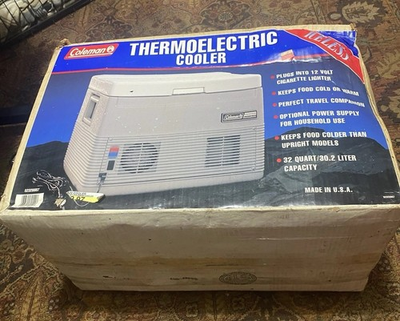 Coleman
THERMOELECTRIC
COOLER
ICELESS
PLUGS INTO 12 VOLT
CIGARETTE LIGHTER
KEEPS FOOD COLD OR WARM
PERFECT TRAVEL COMPANION
OPTIONAL POWER SUPPLY
FOR HOUSEHOLD USE
KEEPS FOOD COLDER THAN
UPRIGHT MODELS
32 QUART/30.2 LITER
CAPACITY
MADE IN U.S.A.
Coleman